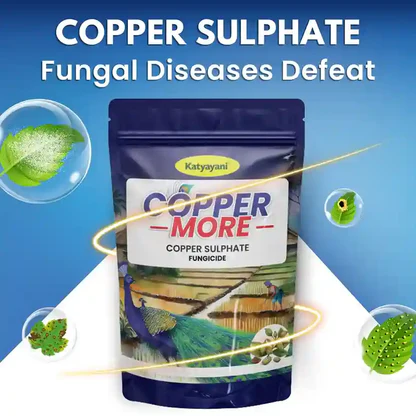 COPPER SULPHATE
Fungal Diseases Defeat
Katyayani
COPPER
— MORE —
COPPER SULPHATE
FUNGICIDE